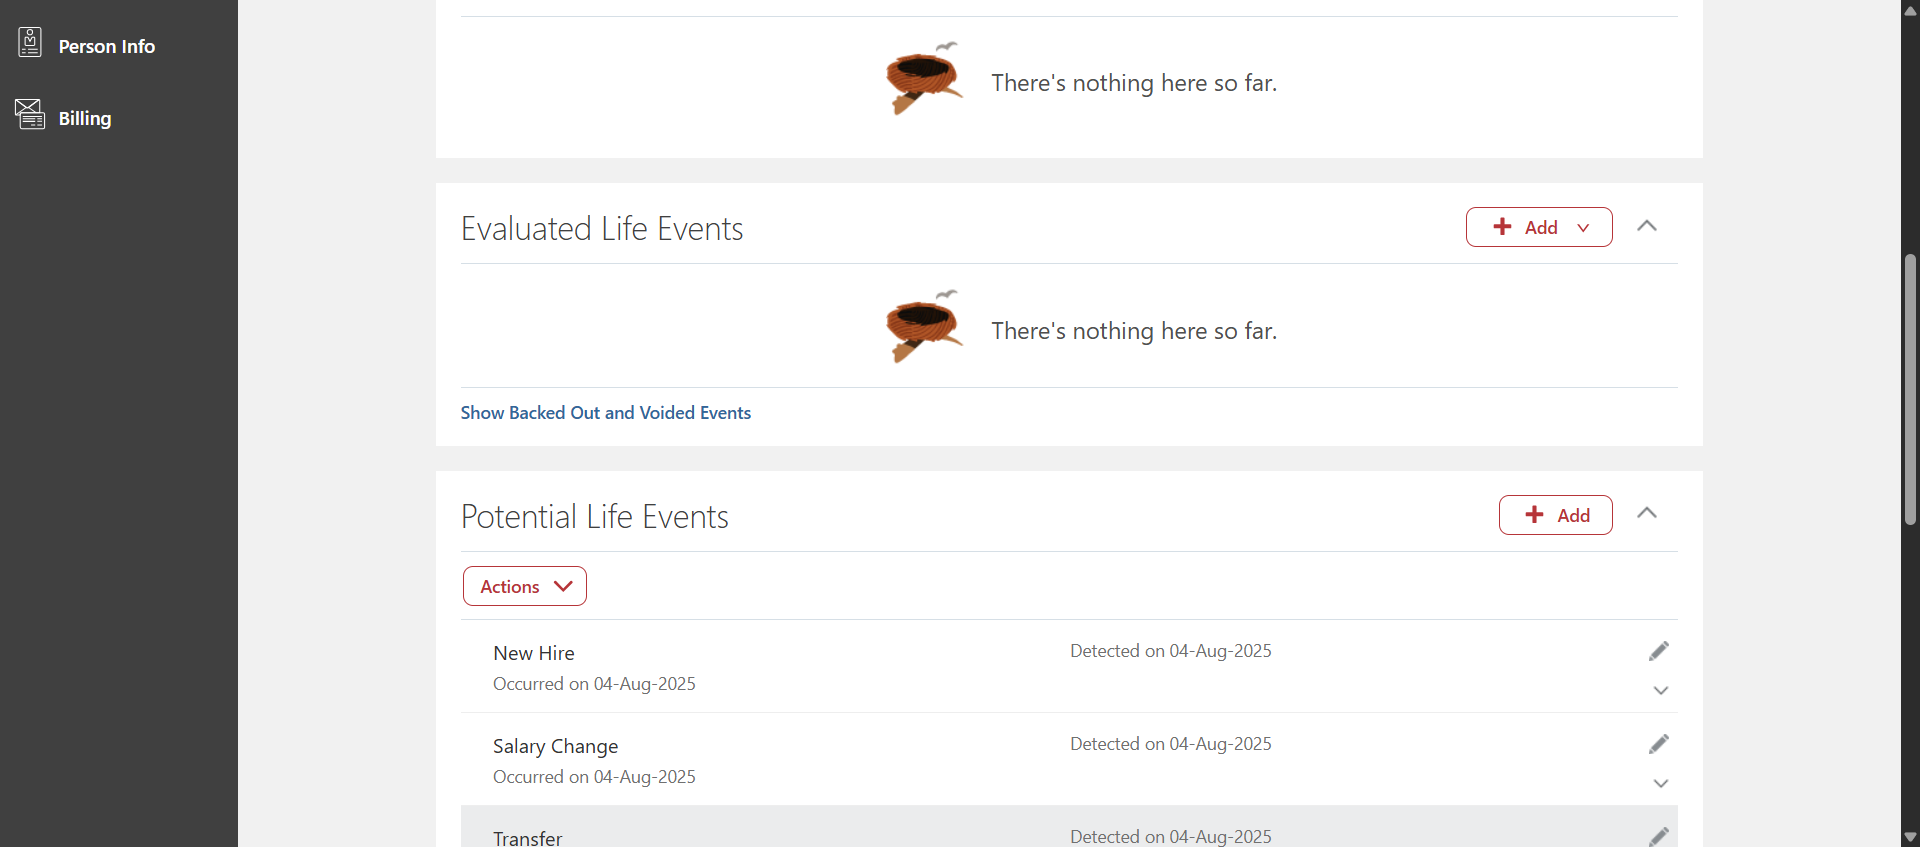 Person Info
Billing
There's nothing here so far.
Evaluated Life Events
Add
There's nothing here so far.
Show Backed Out and Voided Events
Potential Life Events
Add
Actions
New Hire
Detected on 04-Aug-2025
Occurred on 04-Aug-2025
Salary Change
Detected on 04-Aug-2025
Occurred on 04-Aug-2025
Transfer
Detected on 04-Aug-2025